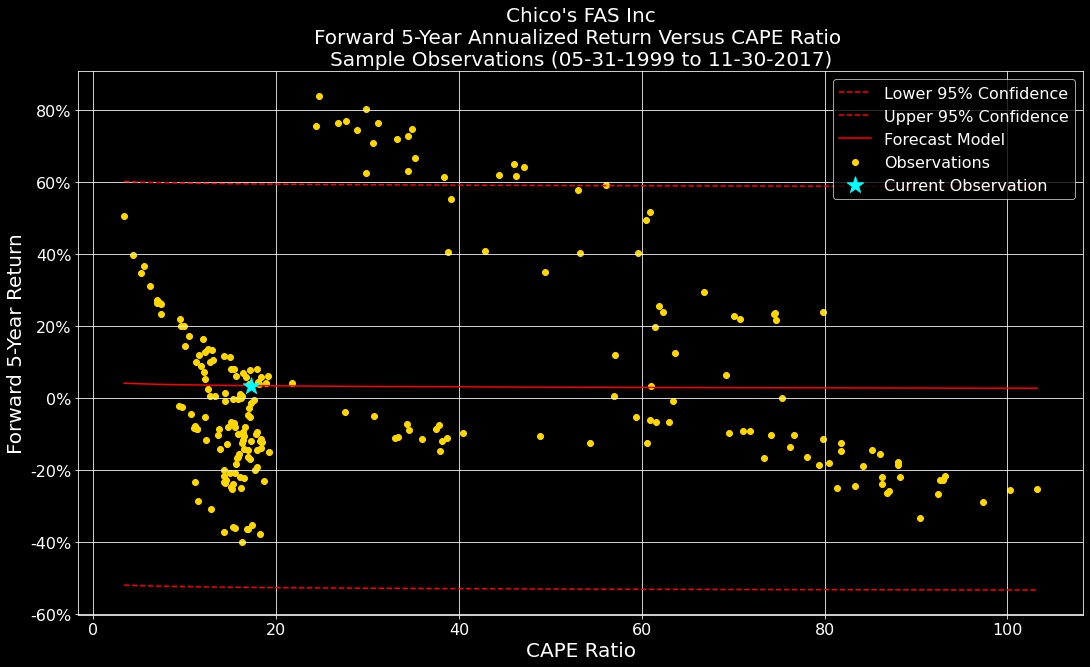 Chico's FAS Inc
Forward 5-Year Annualized Return Versus CAPE Ratio
Sample Observations (05-31-1999 to 11-30-2017)
Lower 95% Confidence
Upper 95% Confidence
Forecast Model
Observations
Current Observation
Forward 5-Year Return
80%
60%
40%
20%
0%
-20%
-40%
-60%
0 20 40 60 80 100
CAPE Ratio